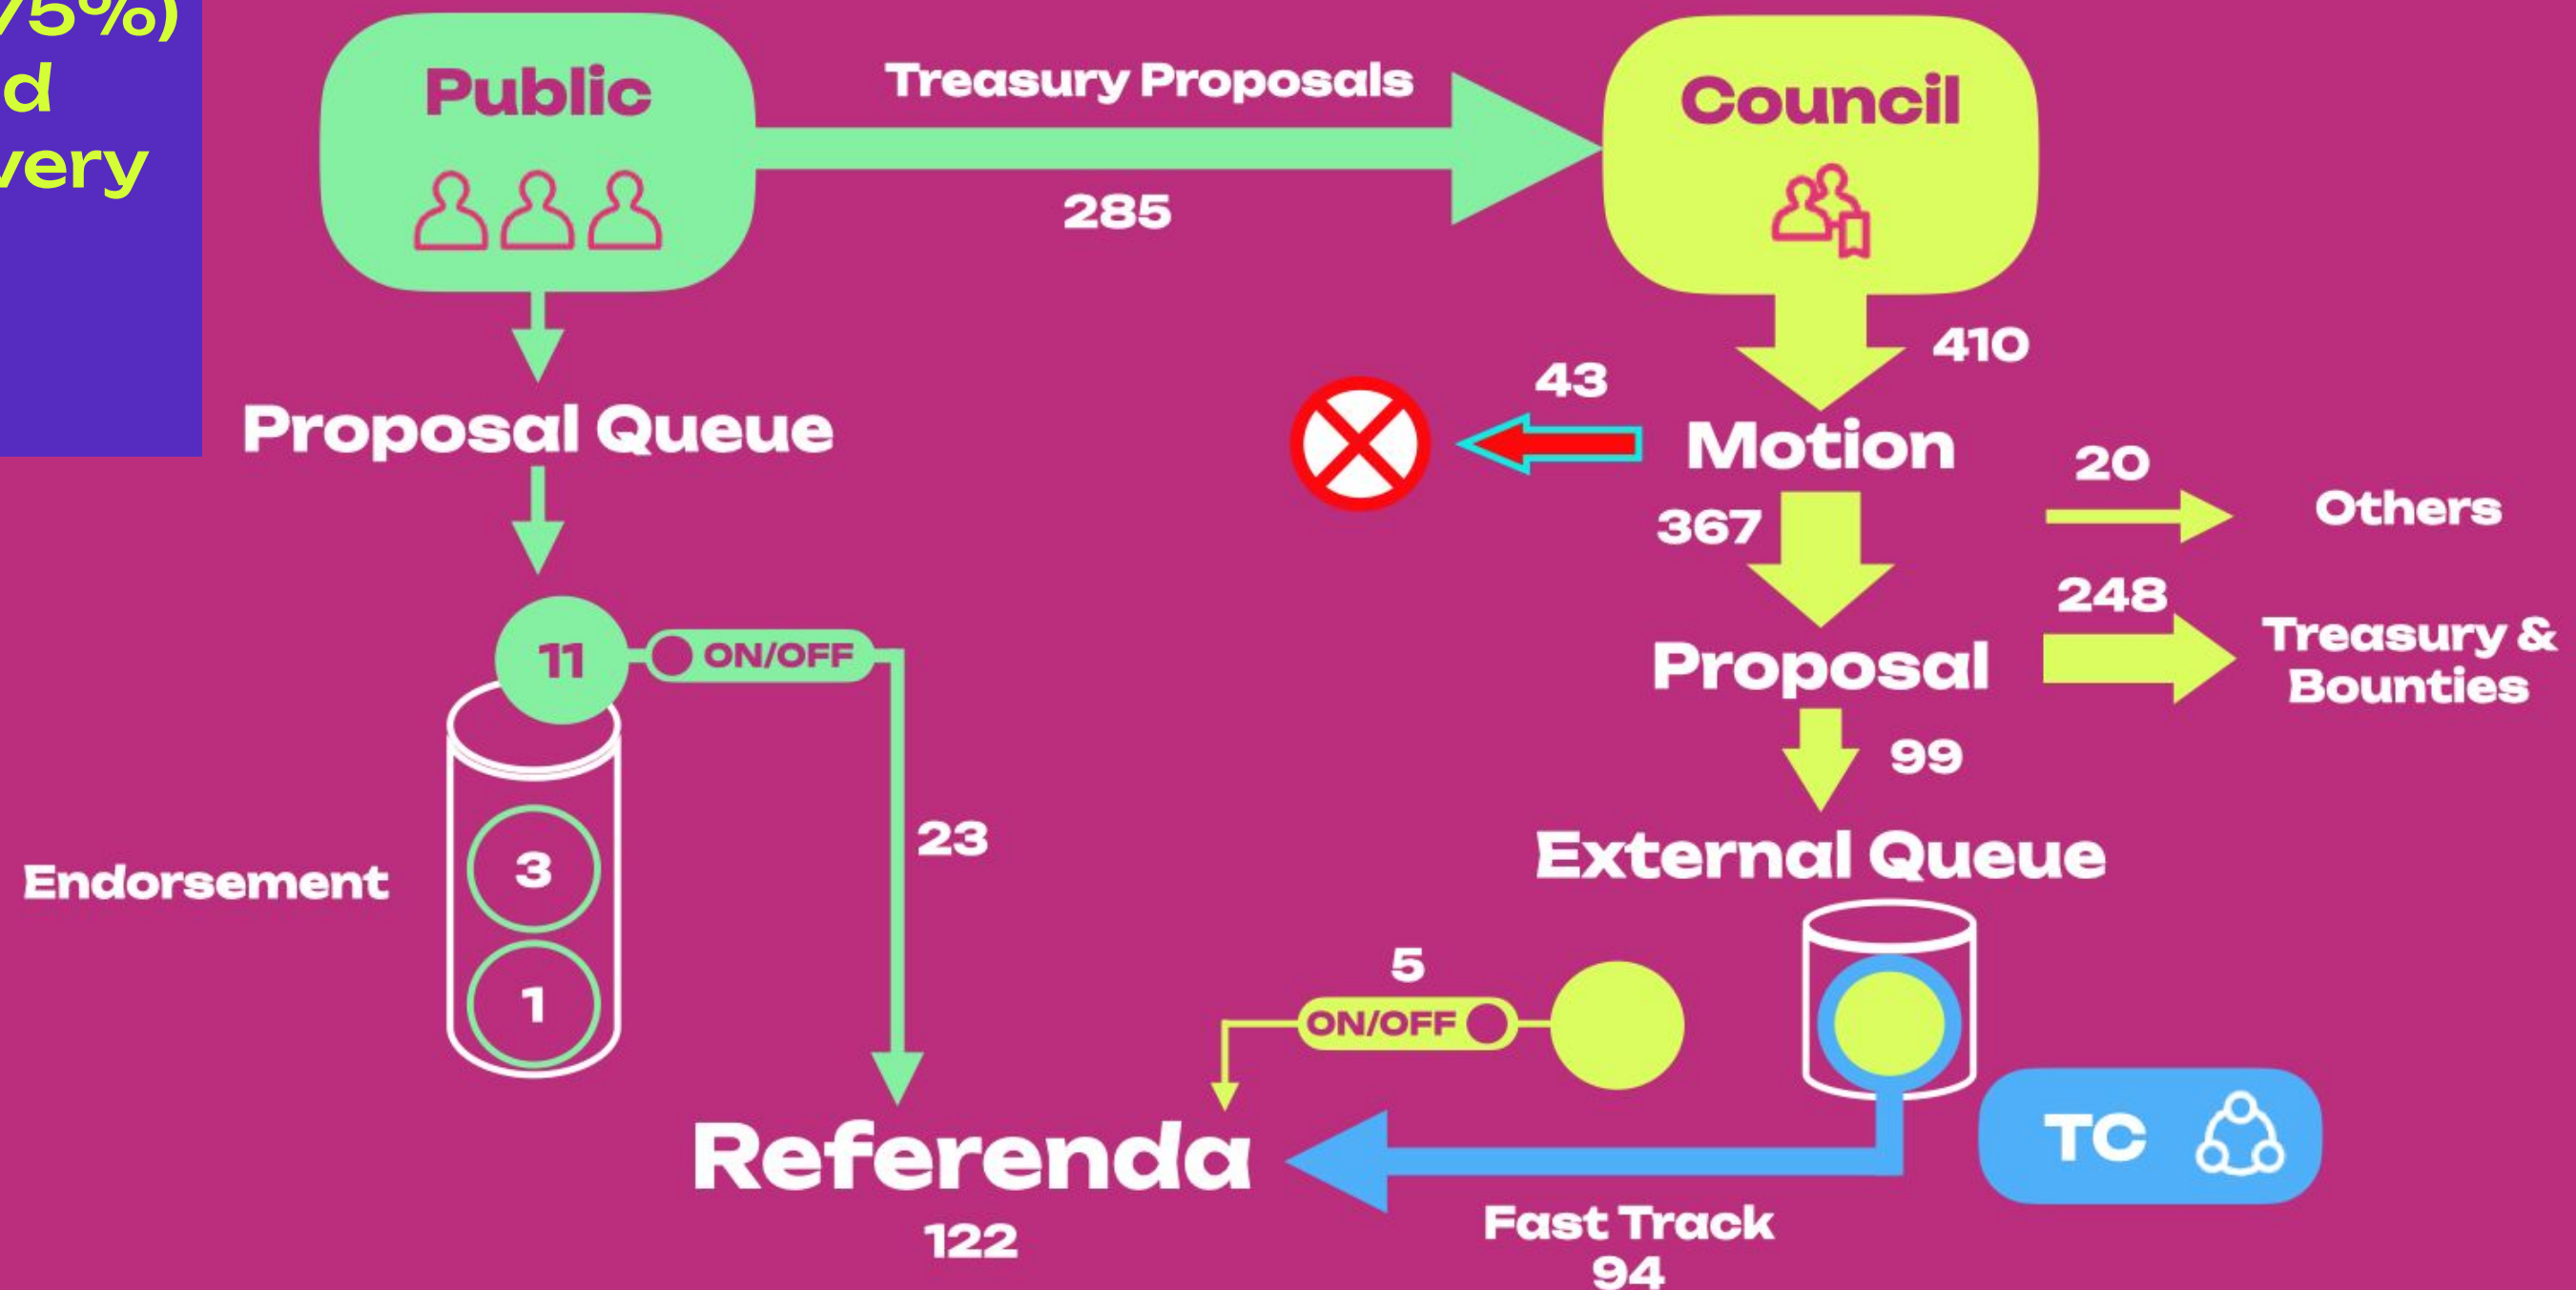 75%)
d
very
Public
Treasury Proposals
285
Council
410
Proposal Queue
43
Motion
20
Others
367
248
Treasury &
Bounties
Proposal
11
ON/OFF
99
23
External Queue
Endorsement
3
1
5
ON/OFF
TC
Referenda
122
Fast Track
94